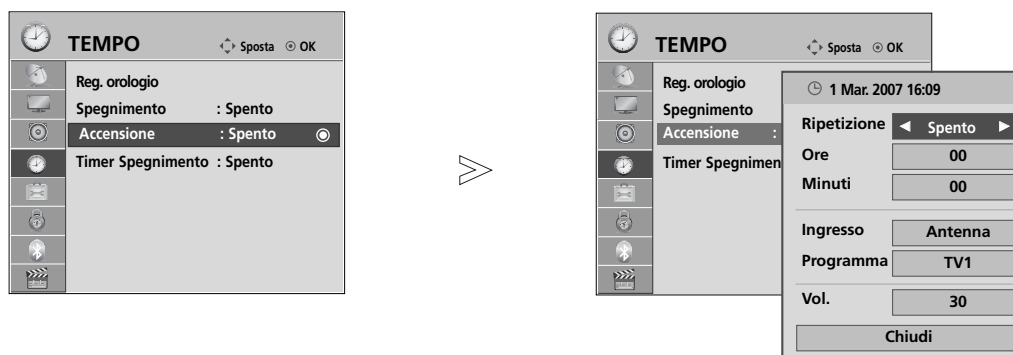 TEMPO Sposta OK
Reg. orologio
Spegnimento : Spento
Accensione : Spento
Timer Spegnimento : Spento
TEMPO Sposta OK
Reg. orologio
Spegnimento
Accensione :
Timer Spegnimen
1 Mar. 2007 16:09
Ripetizione ◀ Spento ▶
Ore 00
Minuti 00
Ingresso Antenna
Programma TV1
Vol. 30
Chiudi